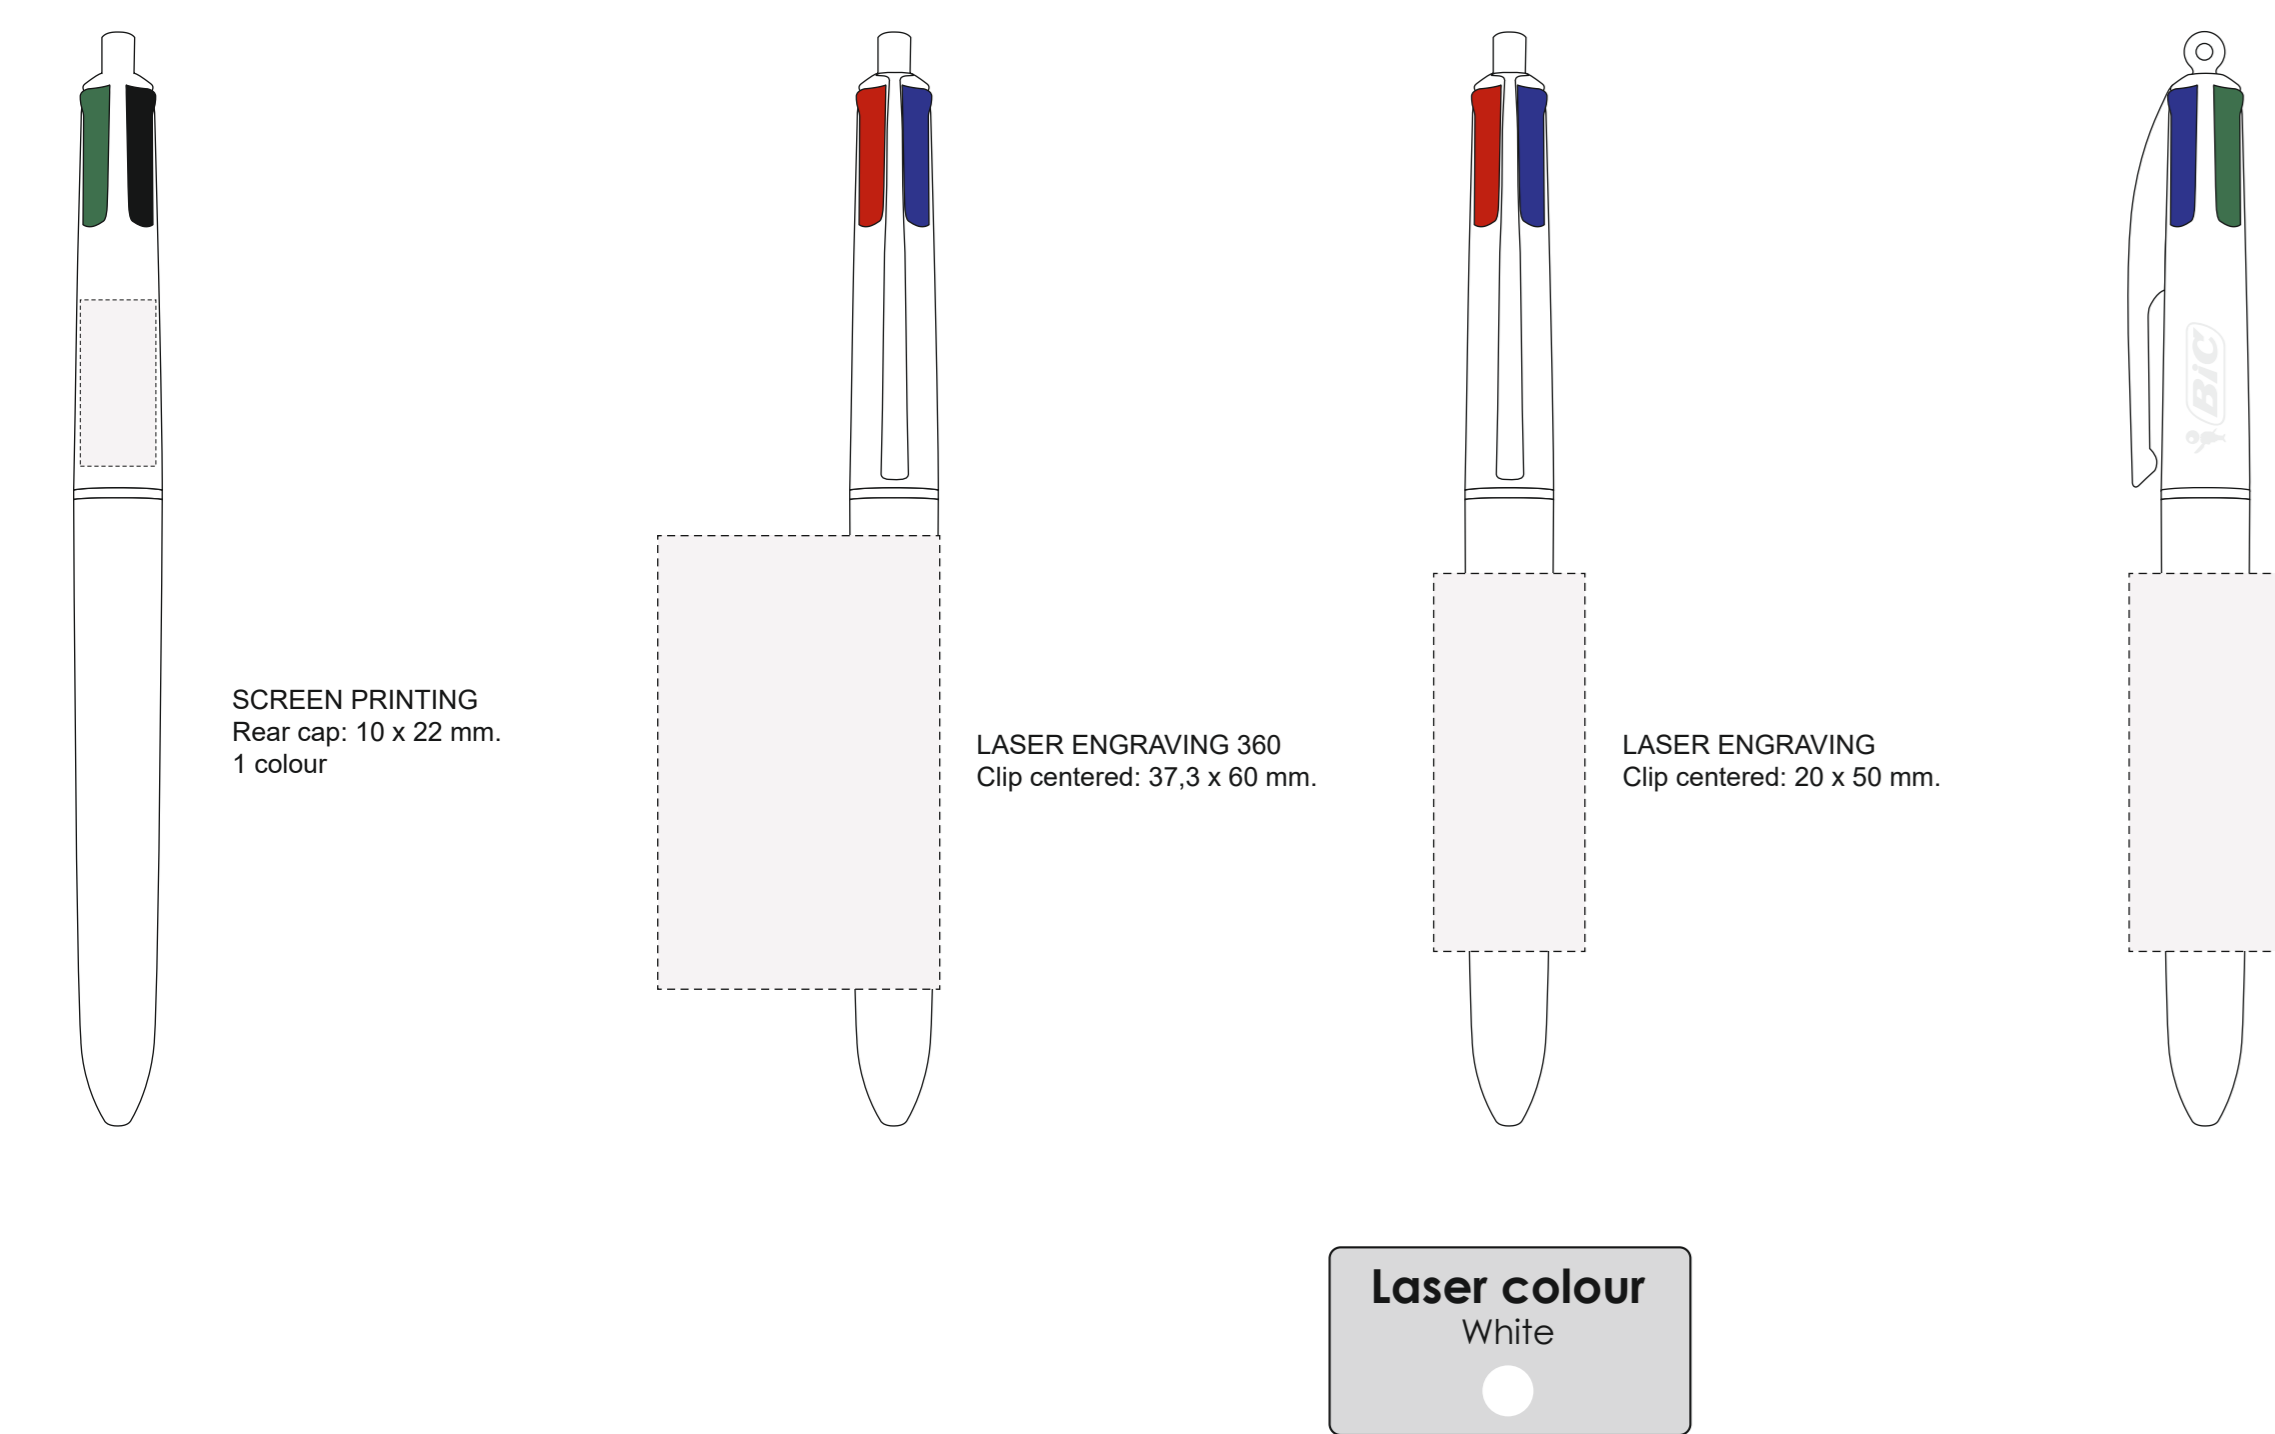 BiC
SCREEN PRINTING
Rear cap: 10 x 22 mm.
1 colour
LASER ENGRAVING 360
Clip centered: 37,3 x 60 mm.
LASER ENGRAVING
Clip centered: 20 x 50 mm.
Laser colour
White